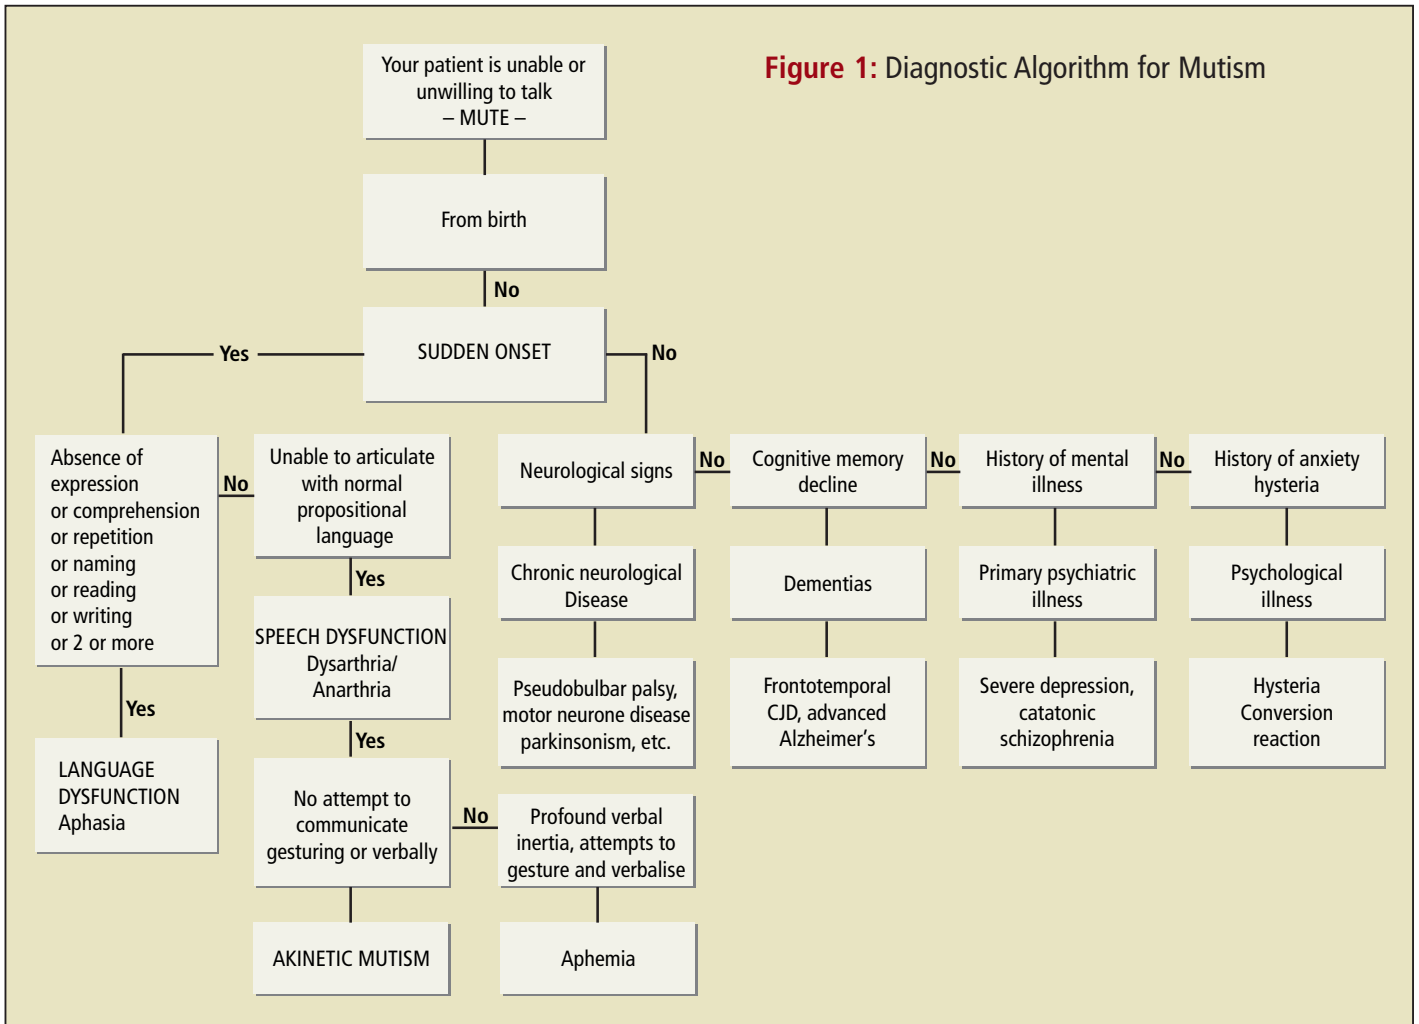 Figure 1: Diagnostic Algorithm for Mutism
Your patient is unable or
unwilling to talk
– MUTE –
From birth
No
SUDDEN ONSET
Yes
No
Absence of
expression
or comprehension
or repetition
or naming
or reading
or writing
or 2 or more
No
Unable to articulate
with normal
propositional
language
Neurological signs
No
Cognitive memory
decline
No
History of mental
illness
No
History of anxiety
hysteria
Yes
SPEECH DYSFUNCTION
Dysarthria/
Anarthria
Chronic neurological
Disease
Dementias
Primary psychiatric
illness
Psychological
illness
Pseudobulbar palsy,
motor neurone disease
parkinsonism, etc.
Frontotemporal
CJD, advanced
Alzheimer's
Severe depression,
catatonic
schizophrenia
Hysteria
Conversion
reaction
Yes
LANGUAGE
DYSFUNCTION
Aphasia
Yes
No attempt to
communicate
gesturing or verbally
No
Profound verbal
inertia, attempts to
gesture and verbalise
AKINETIC MUTISM
Aphemia